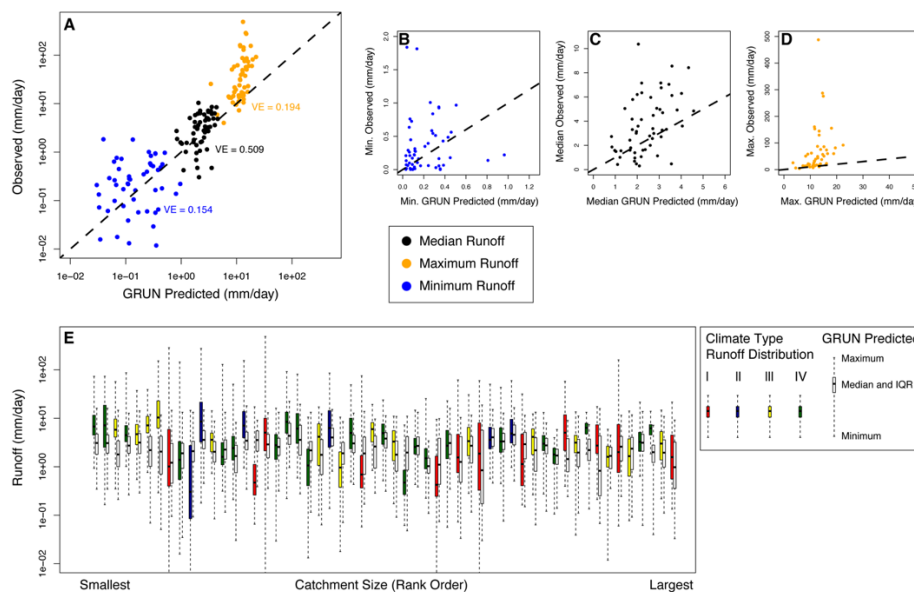 A
VE = 0.194
VE = 0.509
VE = 0.154
Observed (mm/day)
1e−02 1e−01 1e+00 1e+01 1e+02
1e−02 1e−01 1e+00 1e+01 1e+02
GRUN Predicted (mm/day)
B
Min. Observed (mm/day)
0.0 0.5 1.0 1.5 2.0
0.0 0.2 0.4 0.6 0.8 1.0 1.2
Min. GRUN Predicted (mm/day)
C
Median Observed (mm/day)
0 2 4 6 8 10
0 1 2 3 4 5 6
Median GRUN Predicted (mm/day)
D
Max. Observed (mm/day)
0 100 200 300 400 500
0 10 20 30 40 50
Max. GRUN Predicted (mm/day)
Median Runoff
Maximum Runoff
Minimum Runoff
E
Runoff (mm/day)
1e−02 1e−01 1e+00 1e+01 1e+02
Smallest Catchment Size (Rank Order) Largest
Climate Type
Runoff Distribution
I II III IV
GRUN Predicted
Maximum
Median and IQR
Minimum